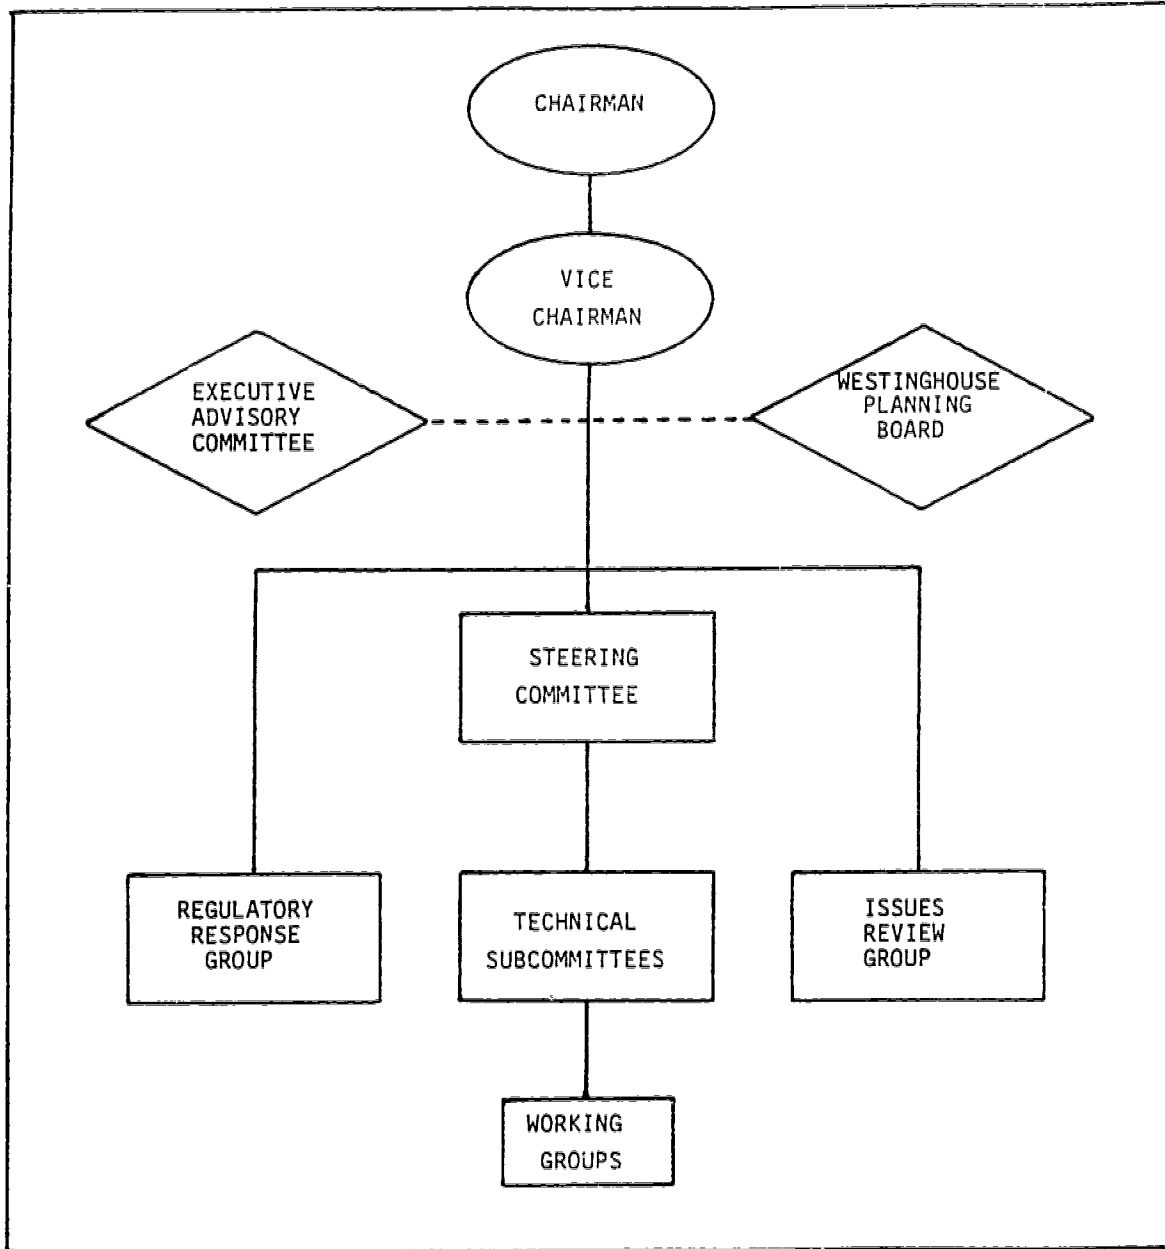 CHAIRMAN
VICE
CHAIRMAN
EXECUTIVE
ADVISORY
COMMITTEE
WESTINGHOUSE
PLANNING
BOARD
STEERING
COMMITTEE
REGULATORY
RESPONSE
GROUP
TECHNICAL
SUBCOMMITTEES
ISSUES
REVIEW
GROUP
WORKING
GROUPS